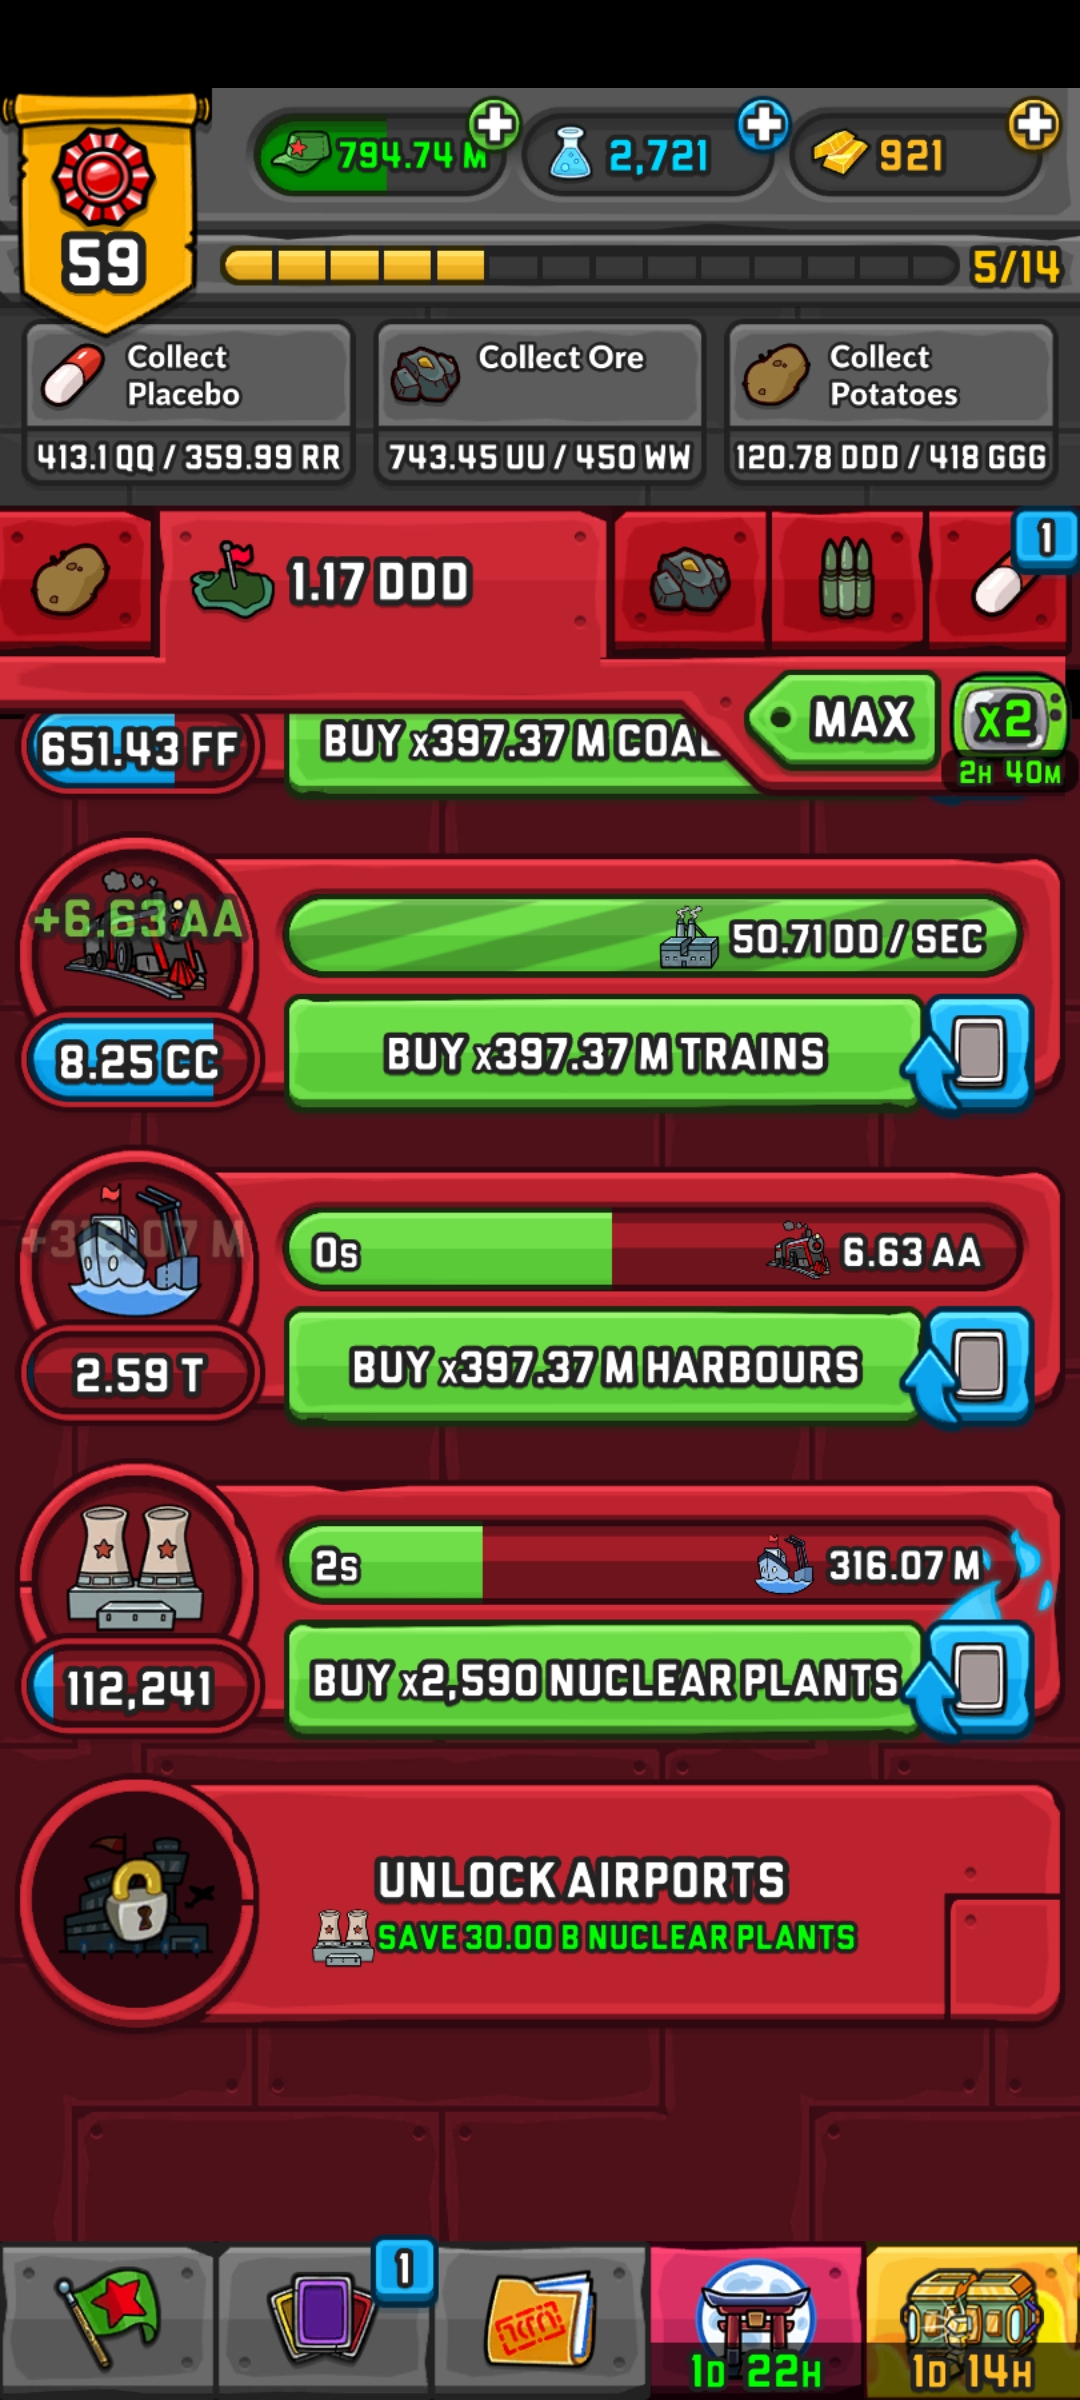 794.74 M
2,721
921
59
5/14
Collect
Placebo
413.1 QQ / 359.99 RR
Collect Ore
743.45 UU / 450 WW
Collect
Potatoes
120.78 DDD / 418 GGG
1.17 DDD
1
MAX
x2
2H 40M
651.43 FF
BUY x397.37 M COAL
+6.63 AA
50.71 DD / SEC
8.25 CC
BUY x397.37 M TRAINS
+316.07 M
0s
6.63 AA
2.59 T
BUY x397.37 M HARBOURS
2s
316.07 M
112,241
BUY x2,590 NUCLEAR PLANTS
UNLOCK AIRPORTS
SAVE 30.00 B NUCLEAR PLANTS
1
1D 22H
1D 14H